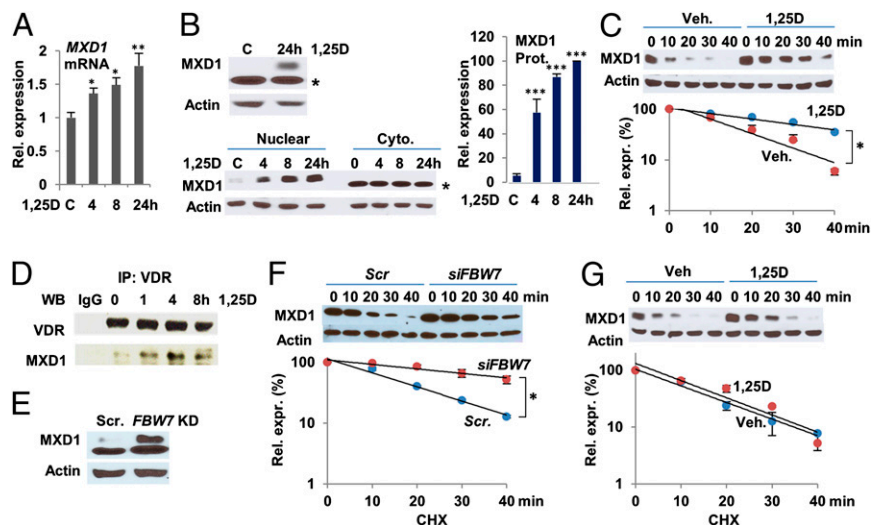 A
MXD1
mRNA
Rel. expression
2
1.5
1
0.5
0
*
*
**
1,25D C 4 8 24h
B
C 24h 1,25D
MXD1
*
Actin
Nuclear Cyto.
1,25D C 4 8 24h 0 4 8 24h
MXD1
*
Actin
MXD1
Prot.
Rel. expression
120
100
80
60
40
20
0
***
***
***
1,25D C 4 8 24h
C
Veh. 1,25D
0 10 20 30 40 0 10 20 30 40 min
MXD1
Actin
Rel. expr. (%)
100
10
1
1,25D
Veh.
*
0 10 20 30 40 min
D
IP: VDR
WB IgG 0 1 4 8h 1,25D
VDR
MXD1
E
Scr. FBW7 KD
MXD1
Actin
F
Scr siFBW7
0 10 20 30 40 0 10 20 30 40 min
MXD1
Actin
Rel. expr. (%)
100
10
1
siFBW7
Scr.
*
0 10 20 30 40 min
CHX
G
Veh 1,25D
0 10 20 30 40 0 10 20 30 40 min
MXD1
Actin
Rel. expr. (%)
100
10
1
1,25D
Veh.
0 10 20 30 40 min
CHX